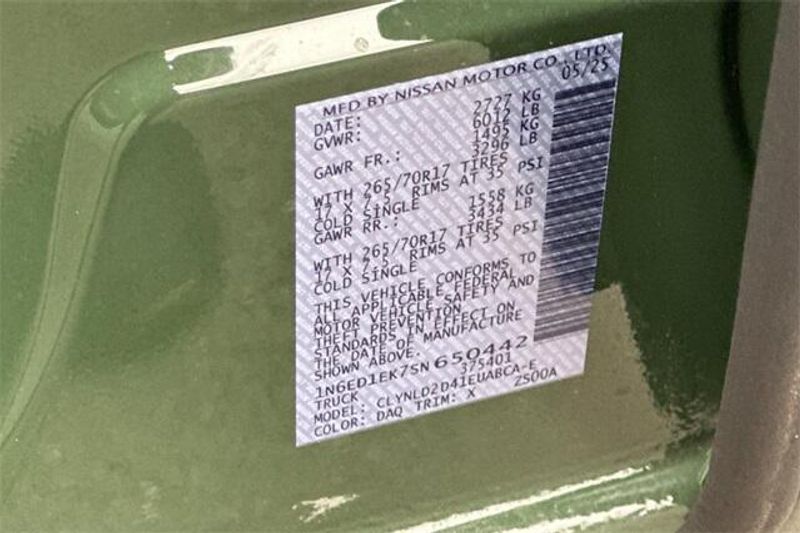 MFD BY NISSAN MOTOR CO., LTD.
DATE: 05/25
GVWR: 2727 KG
6012 LB
GAWR FR.: 1495 KG
3296 LB
WITH 265/70R17 TIRES
17 X 7.5 RIMS AT 35 PSI
COLD SINGLE
GAWR RR.: 1558 KG
3434 LB
WITH 265/70R17 TIRES
17 X 7.5 RIMS AT 35 PSI
COLD SINGLE
THIS VEHICLE CONFORMS TO
ALL APPLICABLE FEDERAL
MOTOR VEHICLE SAFETY AND
THEFT PREVENTION
STANDARDS IN EFFECT ON
THE DATE OF MANUFACTURE
SHOWN ABOVE.
1N6ED1EK7SN650442
TRUCK 375401
MODEL: CLYNLD2D41EUABCA-E
COLOR: DAQ TRIM: X ZS00A